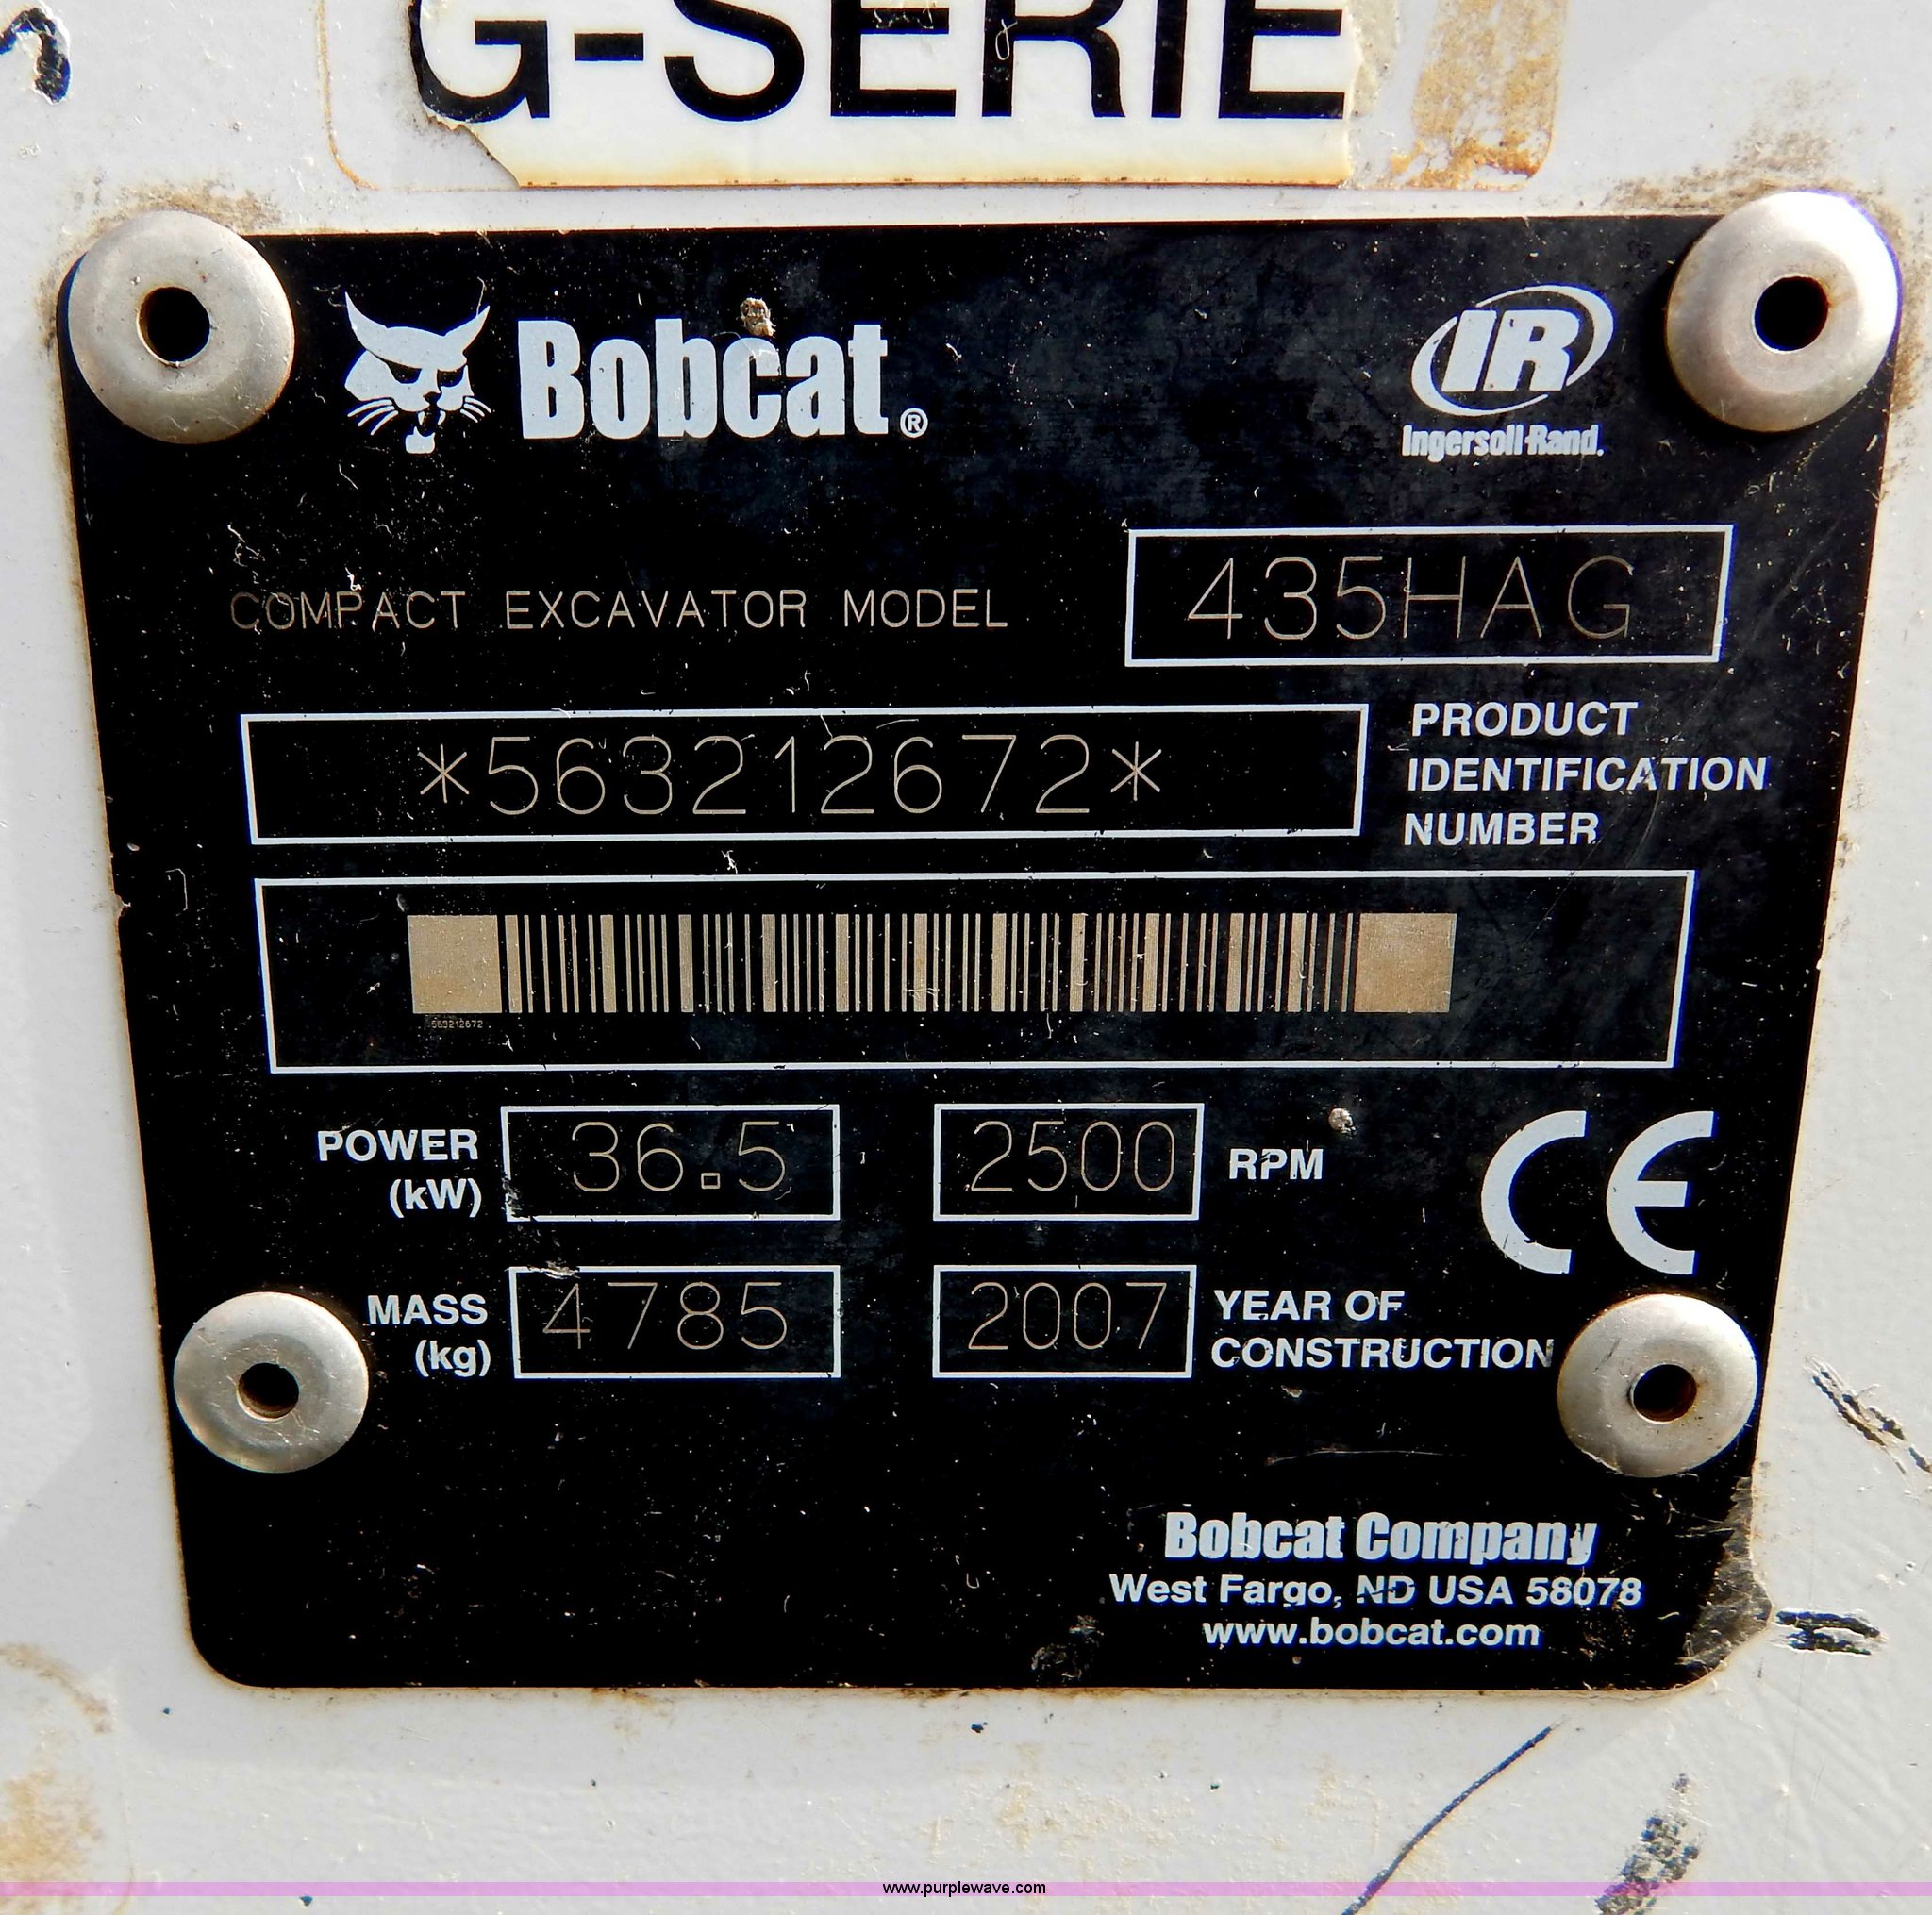 G-SERIE
Bobcat®
IR
Ingersoll-Rand.
COMPACT EXCAVATOR MODEL 435HAG
*563212672*
PRODUCT
IDENTIFICATION
NUMBER
563212672
POWER
(kW)
36.5
2500
RPM
CE
MASS
(kg)
4785
2007
YEAR OF
CONSTRUCTION
Bobcat Company
West Fargo, ND USA 58078
www.bobcat.com
www.purplewave.com